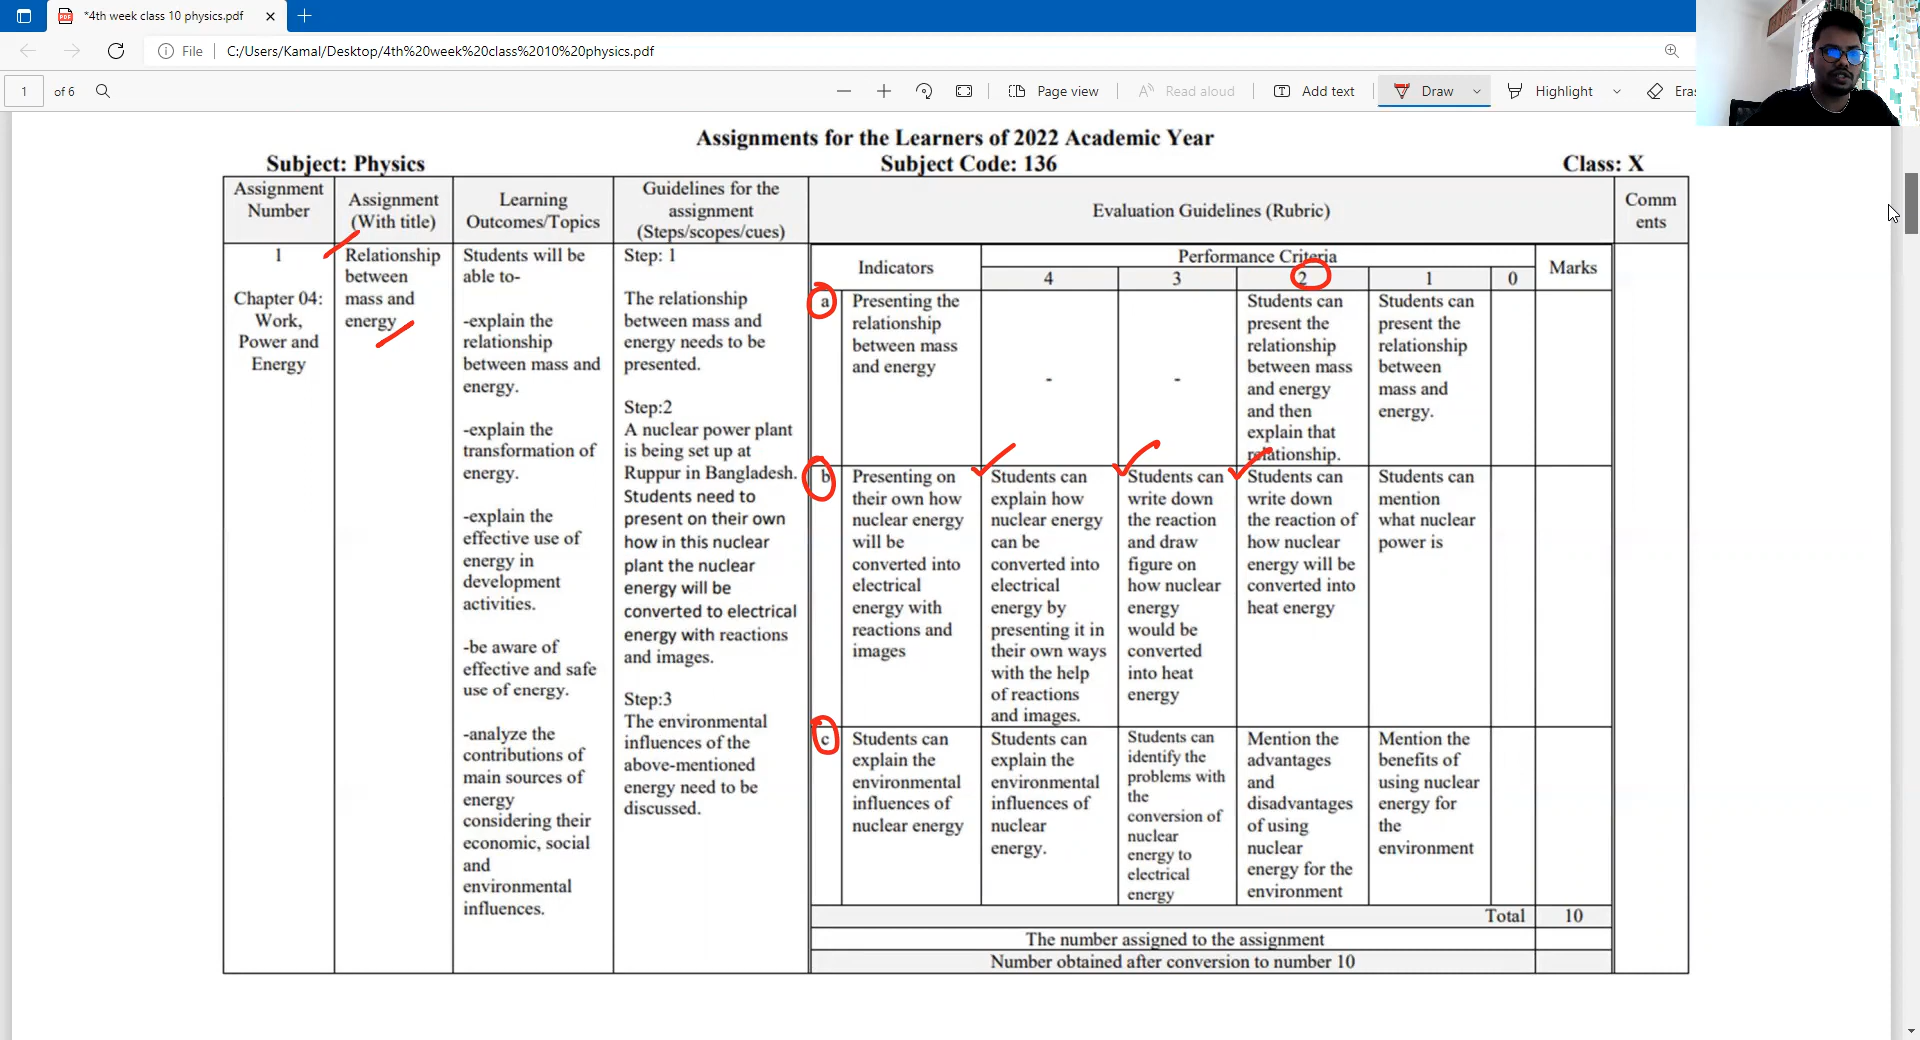 *4th week class 10 physics.pdf
File
C:/Users/Kamal/Desktop/4th%20week%20class%2010%20physics.pdf
1 of 6
Page view
Read aloud
Add text
Draw
Highlight
Eras
Assignments for the Learners of 2022 Academic Year
Subject: Physics
Subject Code: 136
Class: X
Assignment
Number
Assignment
(With title)
Learning
Outcomes/Topics
Guidelines for the
assignment
(Steps/scopes/cues)
Evaluation Guidelines (Rubric)
Comm
ents
1
Chapter 04:
Work,
Power and
Energy
Relationship
between
mass and
energy
Students will be
able to-
-explain the
relationship
between mass and
energy.
-explain the
transformation of
energy.
-explain the
effective use of
energy in
development
activities.
-be aware of
effective and safe
use of energy.
-analyze the
contributions of
main sources of
energy
considering their
economic, social
and
environmental
influences.
Step: 1
The relationship
between mass and
energy needs to be
presented.
Step:2
A nuclear power plant
is being set up at
Ruppur in Bangladesh.
Students need to
present on their own
how in this nuclear
plant the nuclear
energy will be
converted to electrical
energy with reactions
and images.
Step:3
The environmental
influences of the
above-mentioned
energy need to be
discussed.
Indicators
Performance Criteria
Marks
4
3
2
1
0
a
Presenting the
relationship
between mass
and energy
-
-
Students can
present the
relationship
between mass
and energy
and then
explain that
relationship.
Students can
present the
relationship
between
mass and
energy.
b
Presenting on
their own how
nuclear energy
will be
converted into
electrical
energy with
reactions and
images
Students can
explain how
nuclear energy
can be
converted into
electrical
energy by
presenting it in
their own ways
with the help
of reactions
and images.
Students can
write down
the reaction
and draw
figure on
how nuclear
energy
would be
converted
into heat
energy
Students can
write down
the reaction of
how nuclear
energy will be
converted into
heat energy
Students can
mention
what nuclear
power is
c
Students can
explain the
environmental
influences of
nuclear energy
Students can
explain the
environmental
influences of
nuclear
energy.
Students can
identify the
problems with
the
conversion of
nuclear
energy to
electrical
energy
Mention the
advantages
and
disadvantages
of using
nuclear
energy for the
environment
Mention the
benefits of
using nuclear
energy for
the
environment
Total
10
The number assigned to the assignment
Number obtained after conversion to number 10